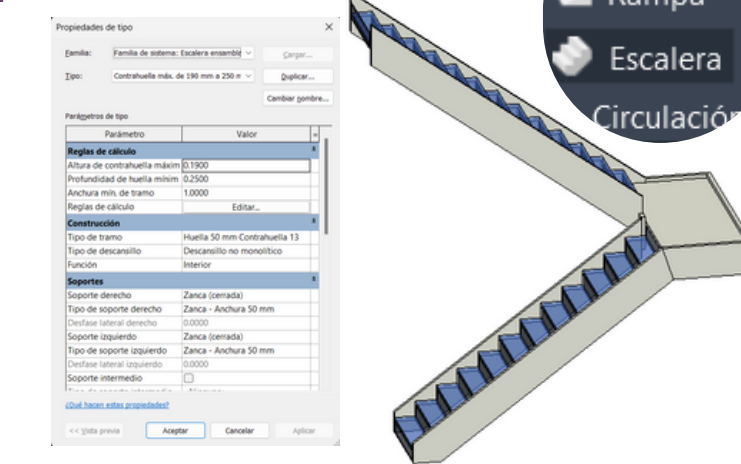 Propiedades de tipo
Familia: Familia de sistema: Escalera Cargar...
Tipo: Contrahuella máx. de 190 mm a 250 m Duplicar...
Cambiar nombre...
Parámetros de tipo
Parámetro Valor
Reglas de cálculo
Altura de contrahuella máxim 0.1900
Profundidad de huella mínim 0.2500
Anchura mín. de tramo 1.0000
Reglas de cálculo Editar...
Construcción
Tipo de tramo Huella 50 mm Contrahuella 13
Tipo de descansillo Descansillo no monolítico
Función Interior
Soportes
Soporte derecho Zanca (cerrada)
Tipo de soporte derecho Zanca - Anchura 50 mm
Desfase lateral derecho 0.0000
Soporte izquierdo Zanca (cerrada)
Tipo de soporte izquierdo Zanca - Anchura 50 mm
Desfase lateral izquierdo 0.0000
Soporte intermedio
¿Qué hacen estas propiedades?
<< Vista previa Aceptar Cancelar Aplicar
Rampa
Escalera
Circulación